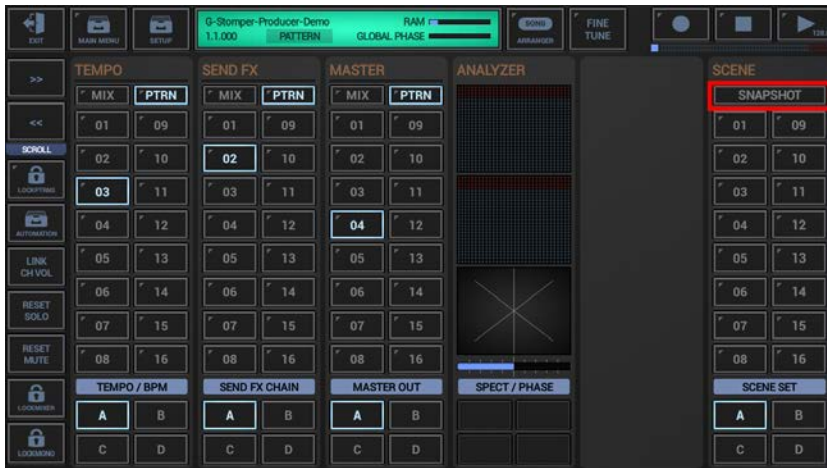 G-Stomper-Producer-Demo RAM
1.1.000 PATTERN GLOBAL PHASE
EXIT MAIN MENU SETUP SONG ARRANGER FINE TUNE
>> TEMPO SEND FX MASTER ANALYZER SCENE
MIX PTRN MIX PTRN MIX PTRN SNAPSHOT
<< 01 09 01 09 01 09 01 09
SCROLL
02 10 02 10 02 10 02 10
LOCKPTRNG
03 11 03 11 03 11 03 11
AUTOMATION
04 12 04 12 04 12 04 12
LINK CH VOL
05 13 05 13 05 13 05 13
06 14 06 14 06 14 06 14
RESET SOLO
07 15 07 15 07 15 07 15
RESET MUTE
08 16 08 16 08 16 08 16
LOCKMIXER
TEMPO / BPM SEND FX CHAIN MASTER OUT SPECT / PHASE SCENE SET
A B A B A B A B
LOCKMONO
C D C D C D C D